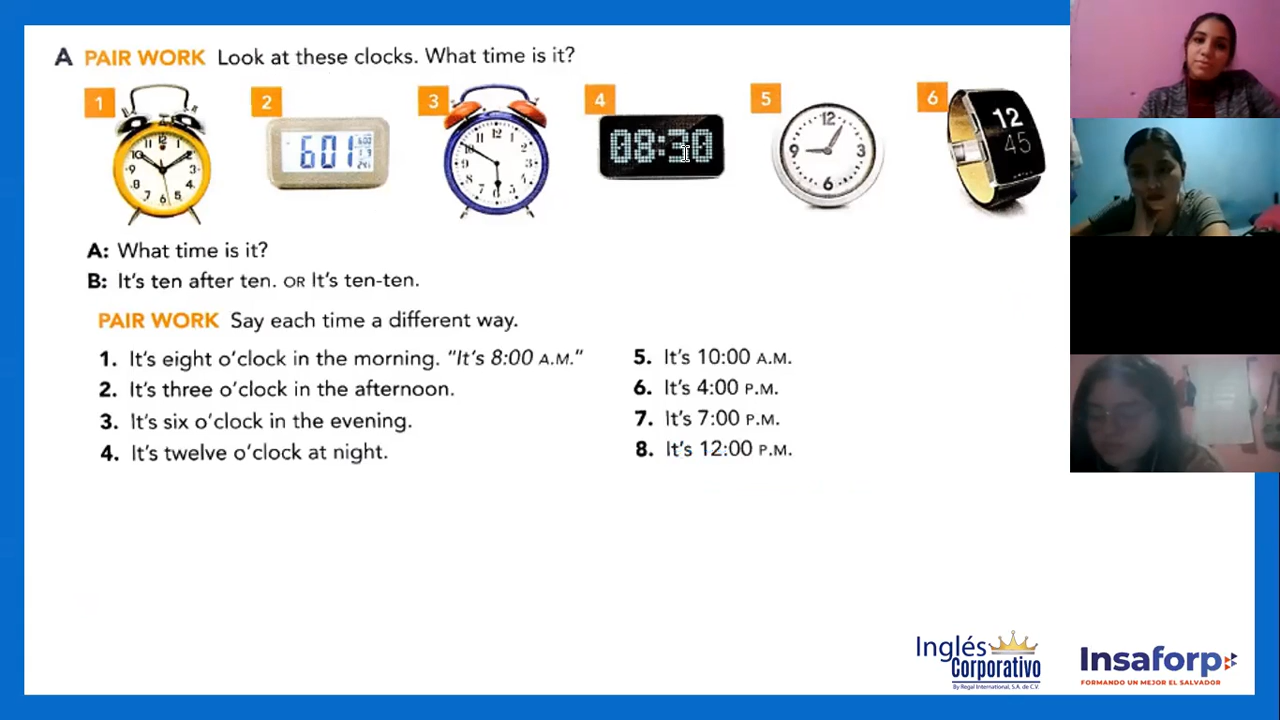 A PAIR WORK Look at these clocks. What time is it?
1 2 3 4 5 6
601
08:30
12
45
A: What time is it?
B: It's ten after ten. OR It's ten-ten.
PAIR WORK Say each time a different way.
1. It's eight o'clock in the morning. "It's 8:00 A.M."
2. It's three o'clock in the afternoon.
3. It's six o'clock in the evening.
4. It's twelve o'clock at night.
5. It's 10:00 A.M.
6. It's 4:00 P.M.
7. It's 7:00 P.M.
8. It's 12:00 P.M.
Inglés
Corporativo
By Regal International, S.A. de C.V.
Insaforp
FORMANDO UN MEJOR EL SALVADOR